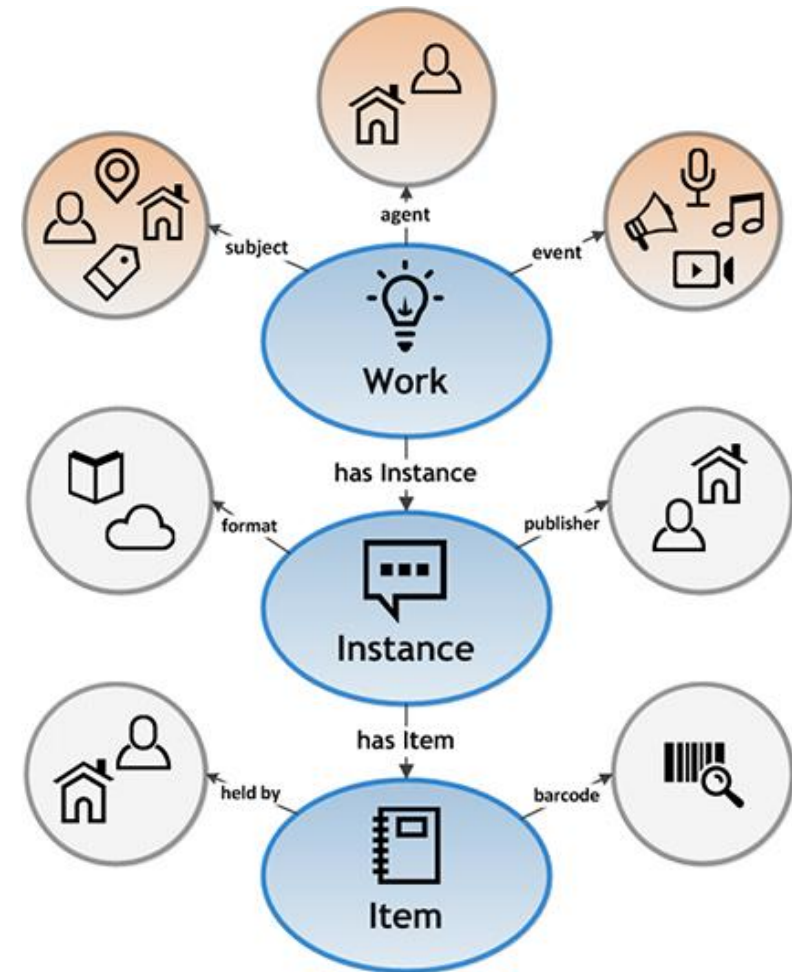 agent
subject
event
Work
has Instance
format
publisher
Instance
has Item
held by
barcode
Item